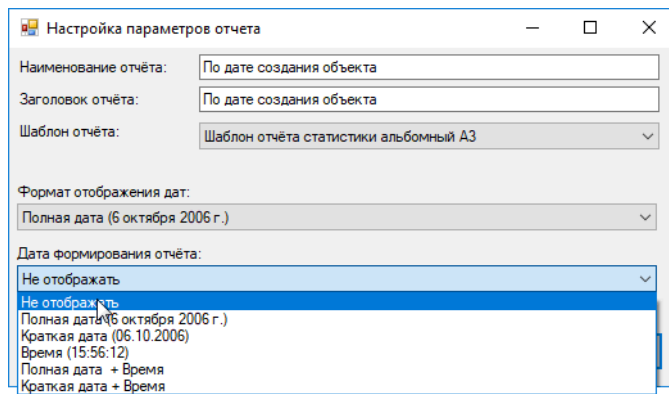 Настройка параметров отчета
Наименование отчёта: По дате создания объекта
Заголовок отчёта: По дате создания объекта
Шаблон отчёта: Шаблон отчёта статистики альбомный А3
Формат отображения дат:
Полная дата (6 октября 2006 г.)
Дата формирования отчёта:
Не отображать
Не отображать
Полная дата (6 октября 2006 г.)
Краткая дата (06.10.2006)
Время (15:56:12)
Полная дата + Время
Краткая дата + Время